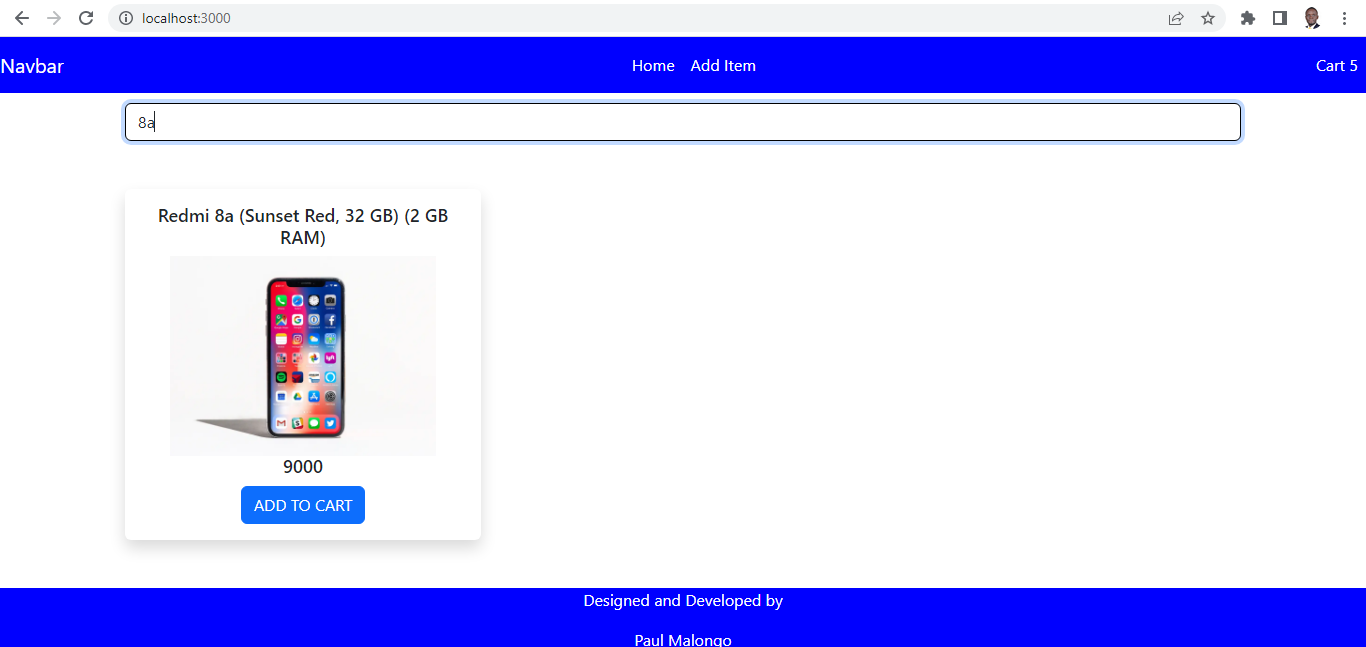 localhost:3000
Navbar
Home
Add Item
Cart 5
8a
Redmi 8a (Sunset Red, 32 GB) (2 GB
RAM)
9000
ADD TO CART
Designed and Developed by
Paul Malongo